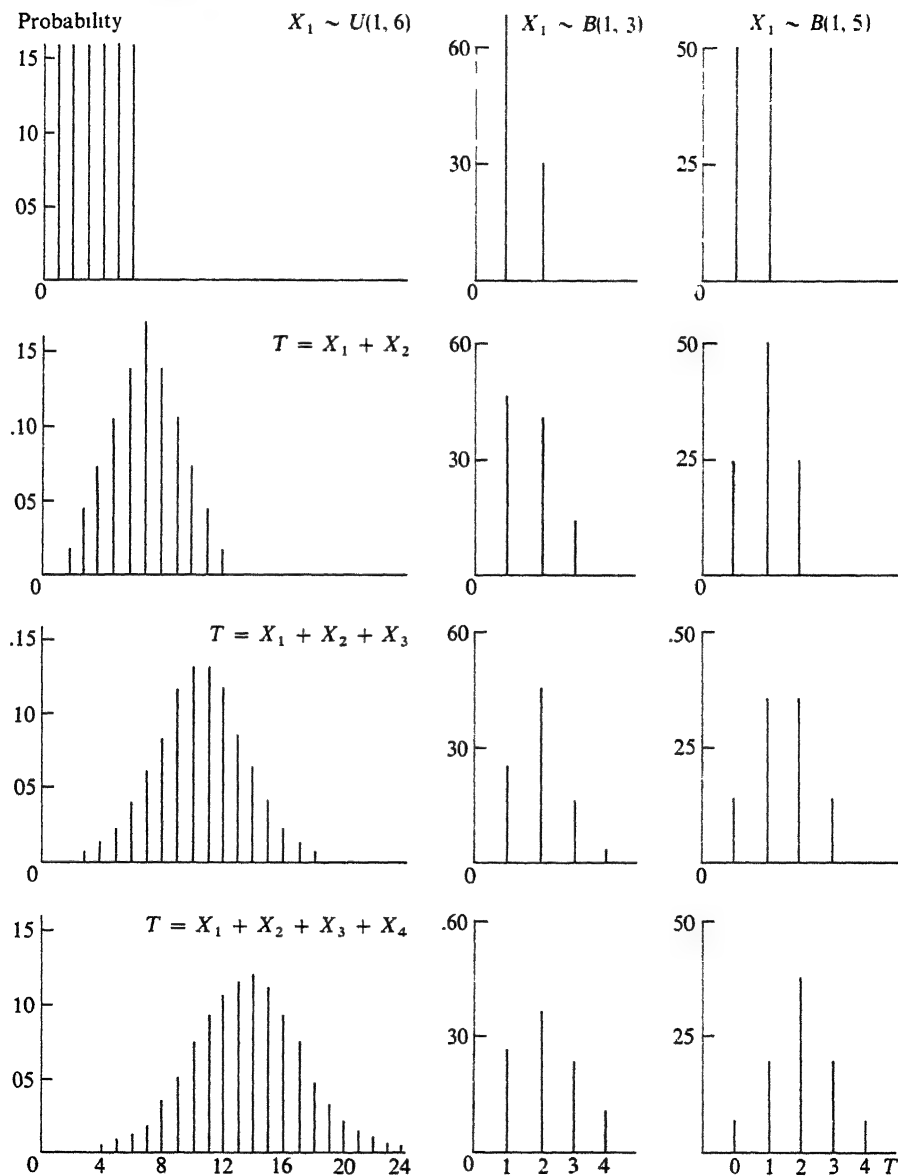 Probability X₁ ~ U(1, 6) X₁ ~ B(1, 3) X₁ ~ B(1, 5)
15 60 50
10 30 25
05
0 0 0
T = X₁ + X₂
15 60 50
.10 30 25
05
0 0 0
T = X₁ + X₂ + X₃
.15 60 .50
10 30 25
05
0 0 0
T = X₁ + X₂ + X₃ + X₄
15 .60 50
10 30 25
05
0 4 8 12 16 20 24 0 1 2 3 4 0 1 2 3 4 T